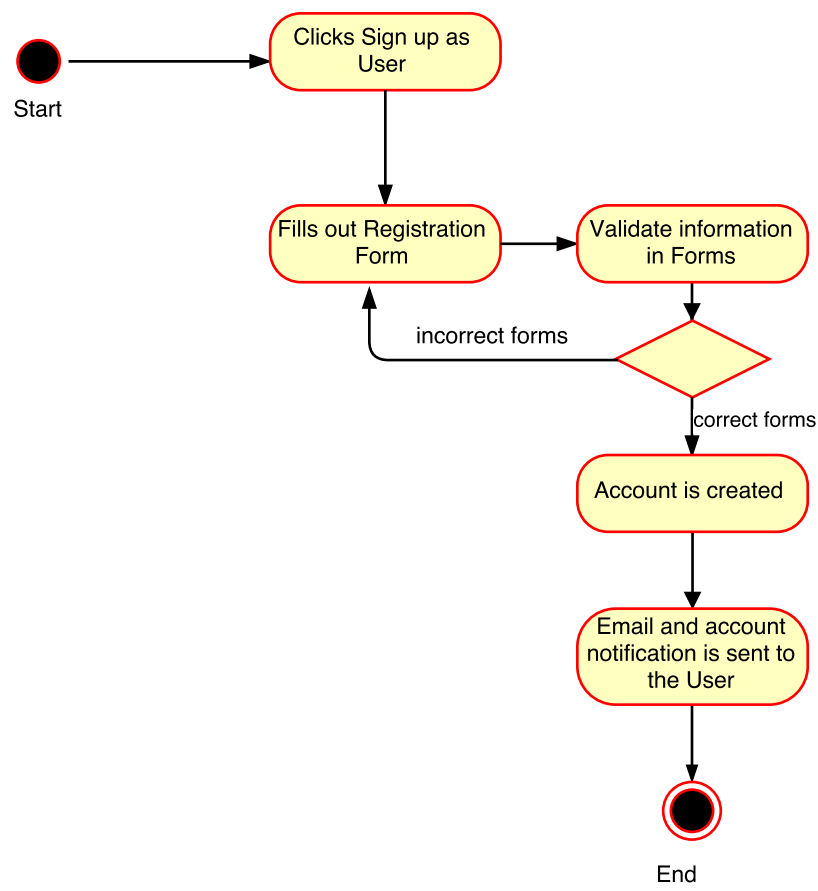 Clicks Sign up as
User
Start
Fills out Registration
Form
Validate information
in Forms
incorrect forms
correct forms
Account is created
Email and account
notification is sent to
the User
End